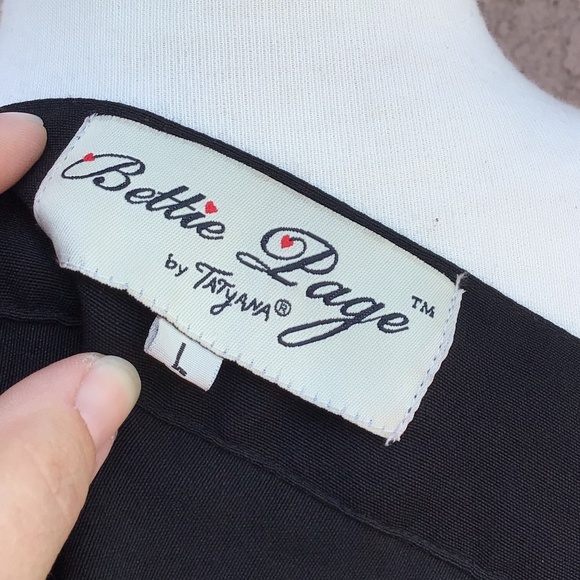 Bettie Page™
by TATyANA®
L